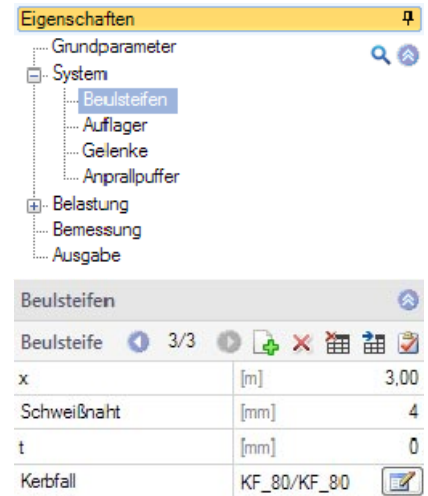 Eigenschaften
Grundparameter
System
Beulsteifen
Auflager
Gelenke
Anprallpuffer
Belastung
Bemessung
Ausgabe
Beulsteifen
Beulsteife 3/3
x [m] 3,00
Schweißnaht [mm] 4
t [mm] 0
Kerbfall KF_80/KF_80